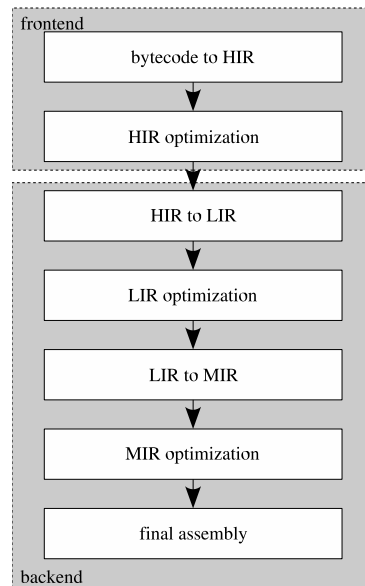 frontend
bytecode to HIR
HIR optimization
HIR to LIR
LIR optimization
LIR to MIR
MIR optimization
final assembly
backend